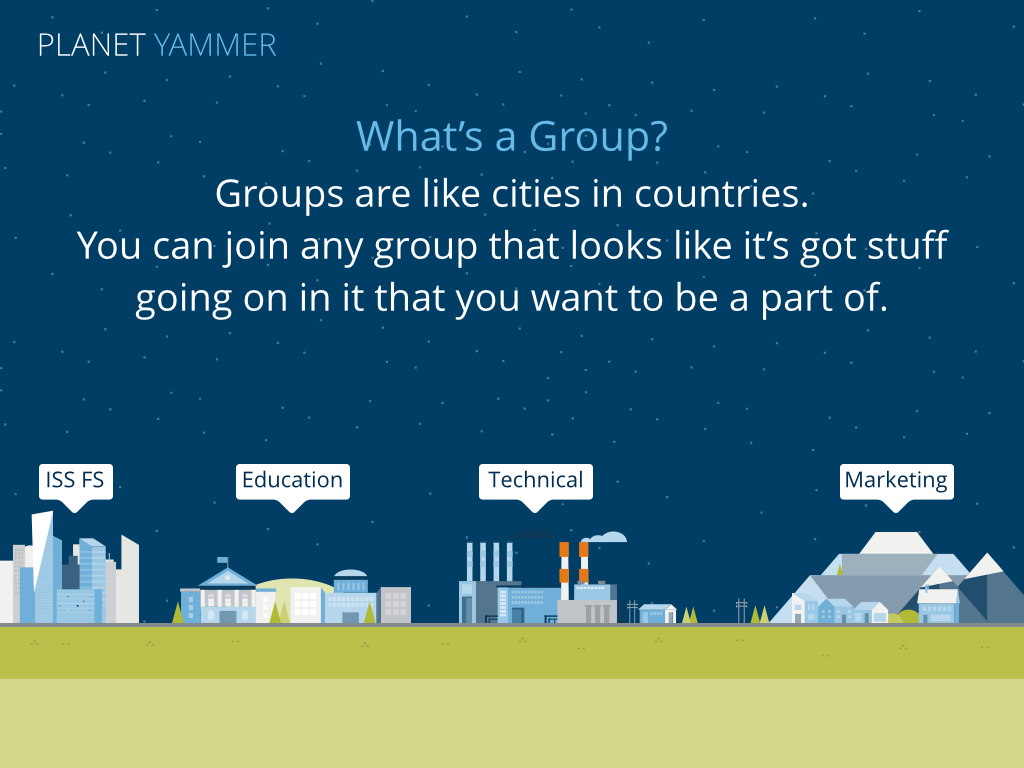 PLANET YAMMER
What’s a Group?
Groups are like cities in countries.
You can join any group that looks like it’s got stuff
going on in it that you want to be a part of.
ISS FS
Education
Technical
Marketing